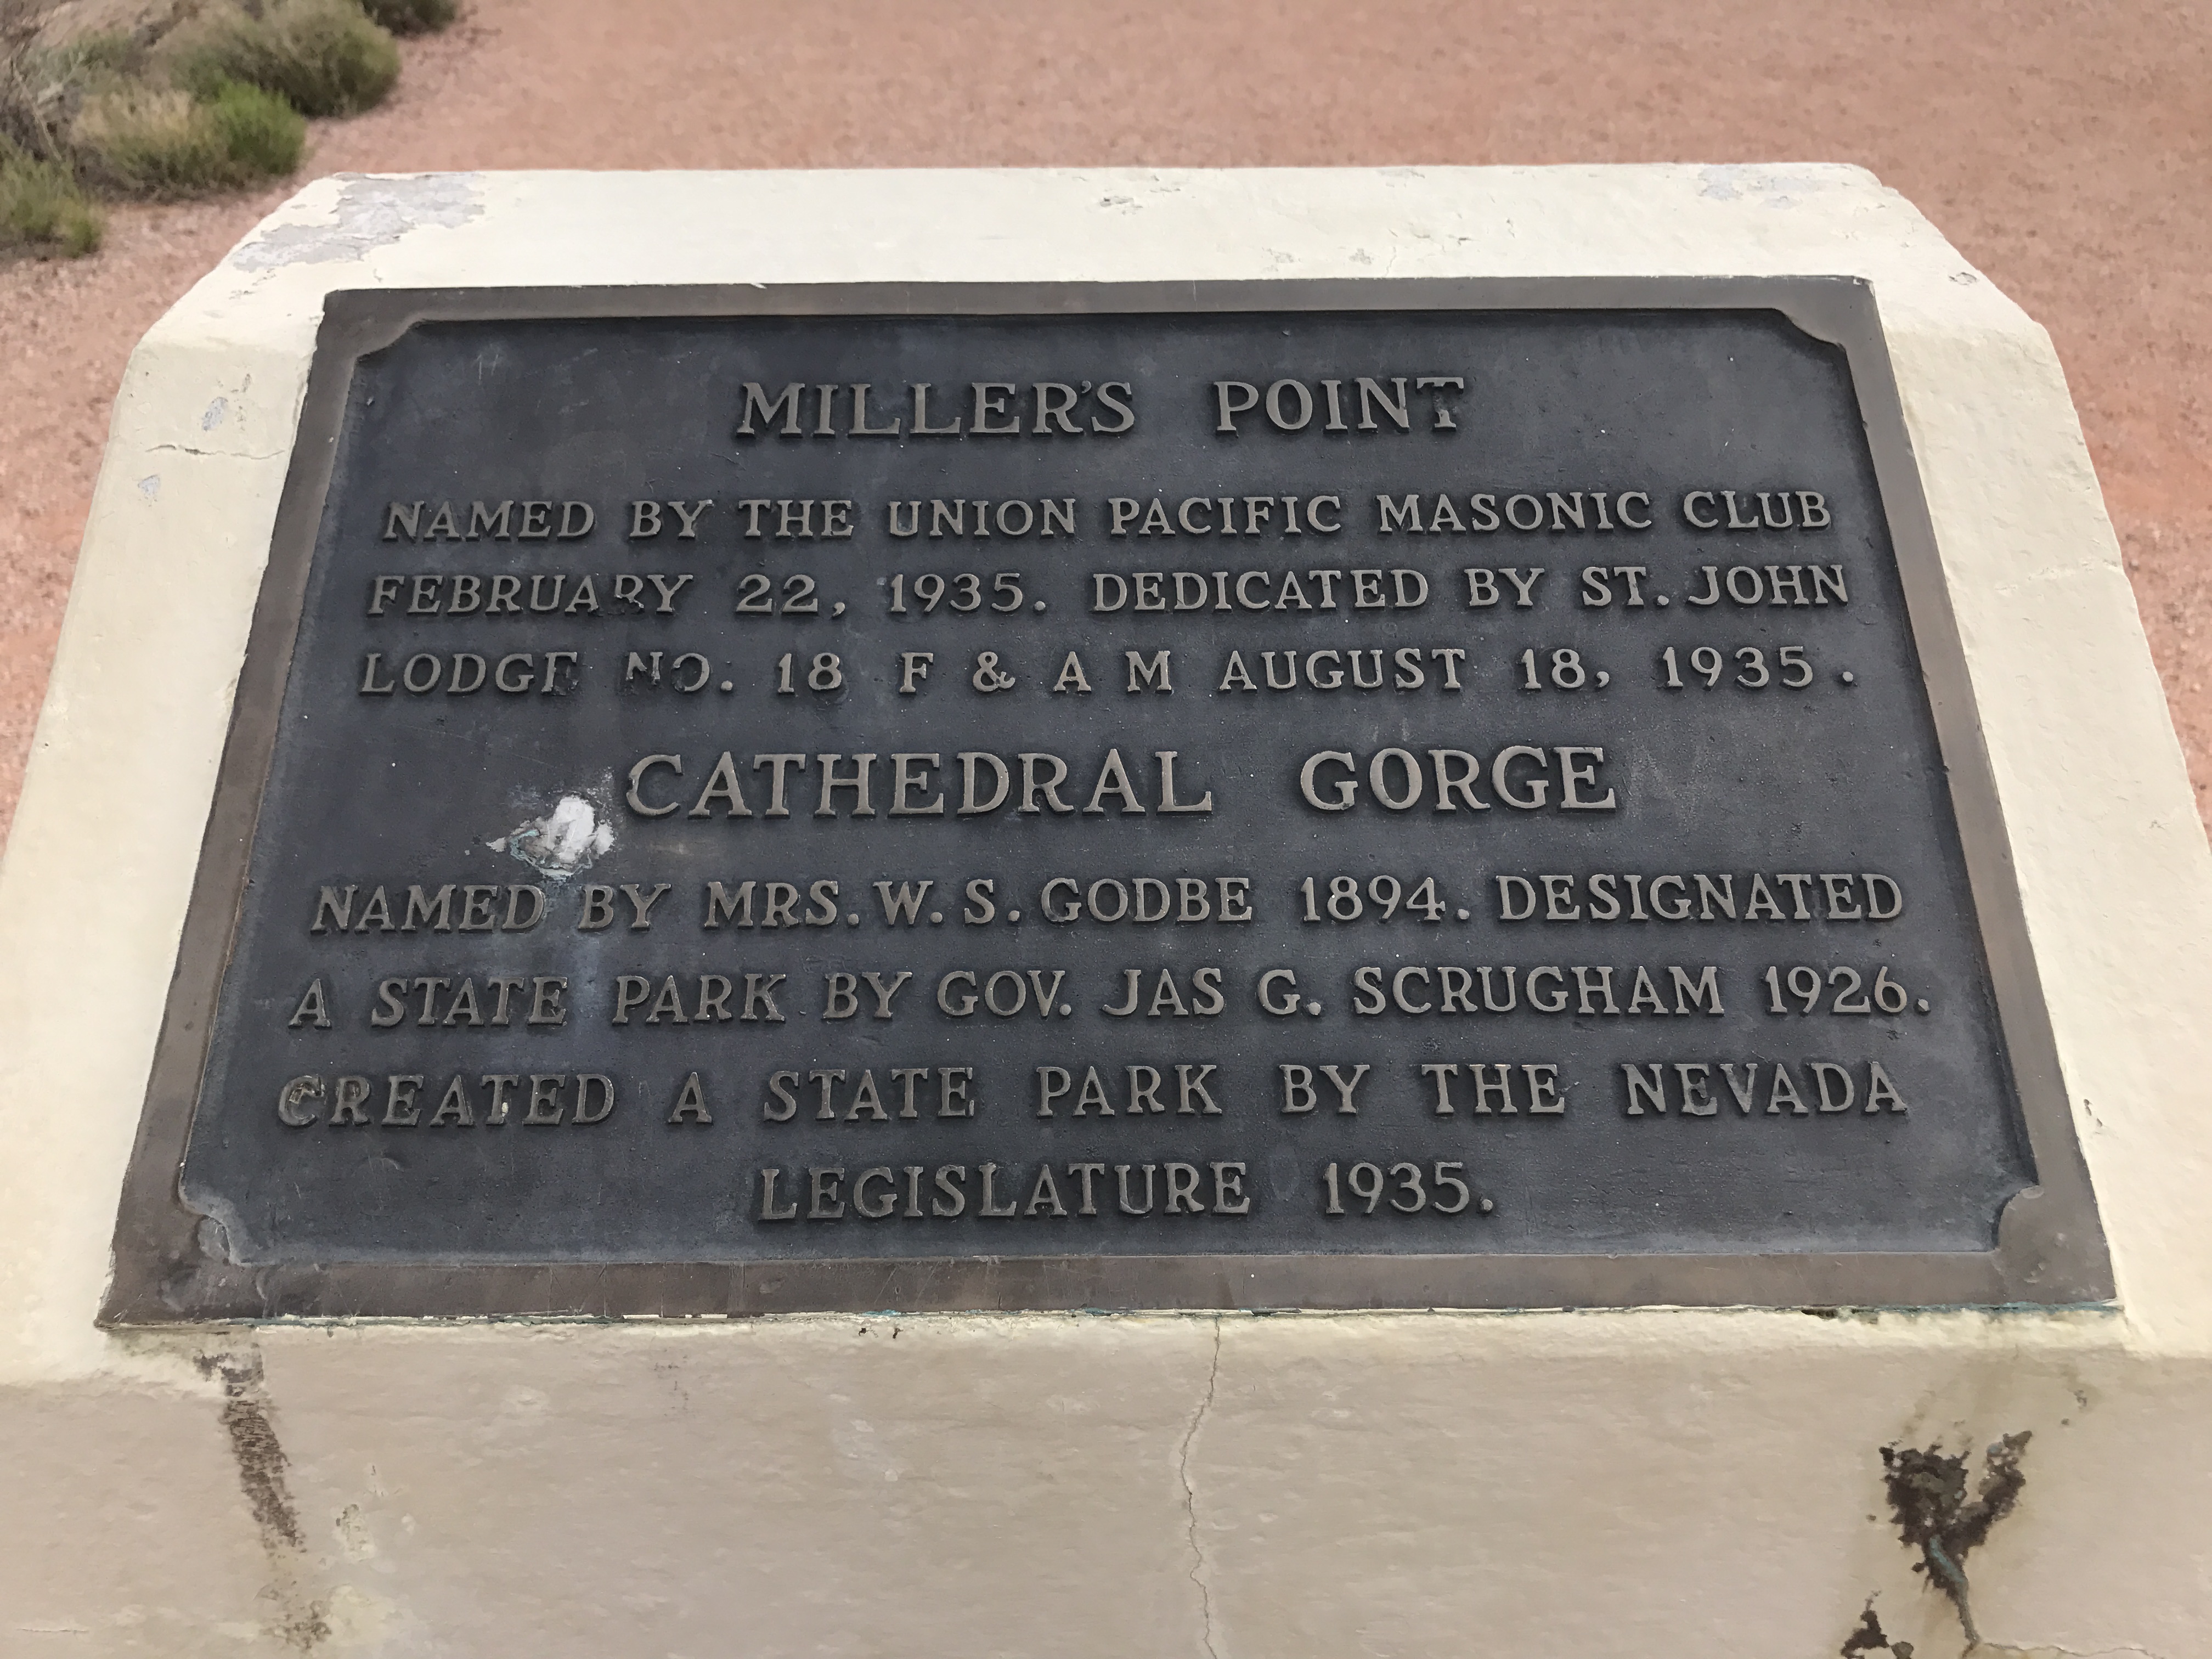 MILLER'S POINT
NAMED BY THE UNION PACIFIC MASONIC CLUB
FEBRUARY 22, 1935. DEDICATED BY ST. JOHN
LODGE NO. 18 F & A M AUGUST 18, 1935.
CATHEDRAL GORGE
NAMED BY MRS. W. S. GODBE 1894. DESIGNATED
A STATE PARK BY GOV. JAS G. SCRUGHAM 1926.
CREATED A STATE PARK BY THE NEVADA
LEGISLATURE 1935.